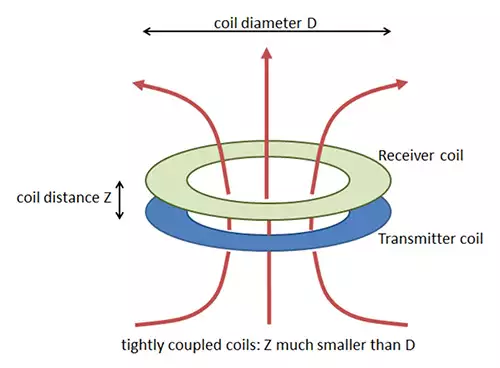 coil diameter D
Receiver coil
coil distance Z
Transmitter coil
tightly coupled coils: Z much smaller than D